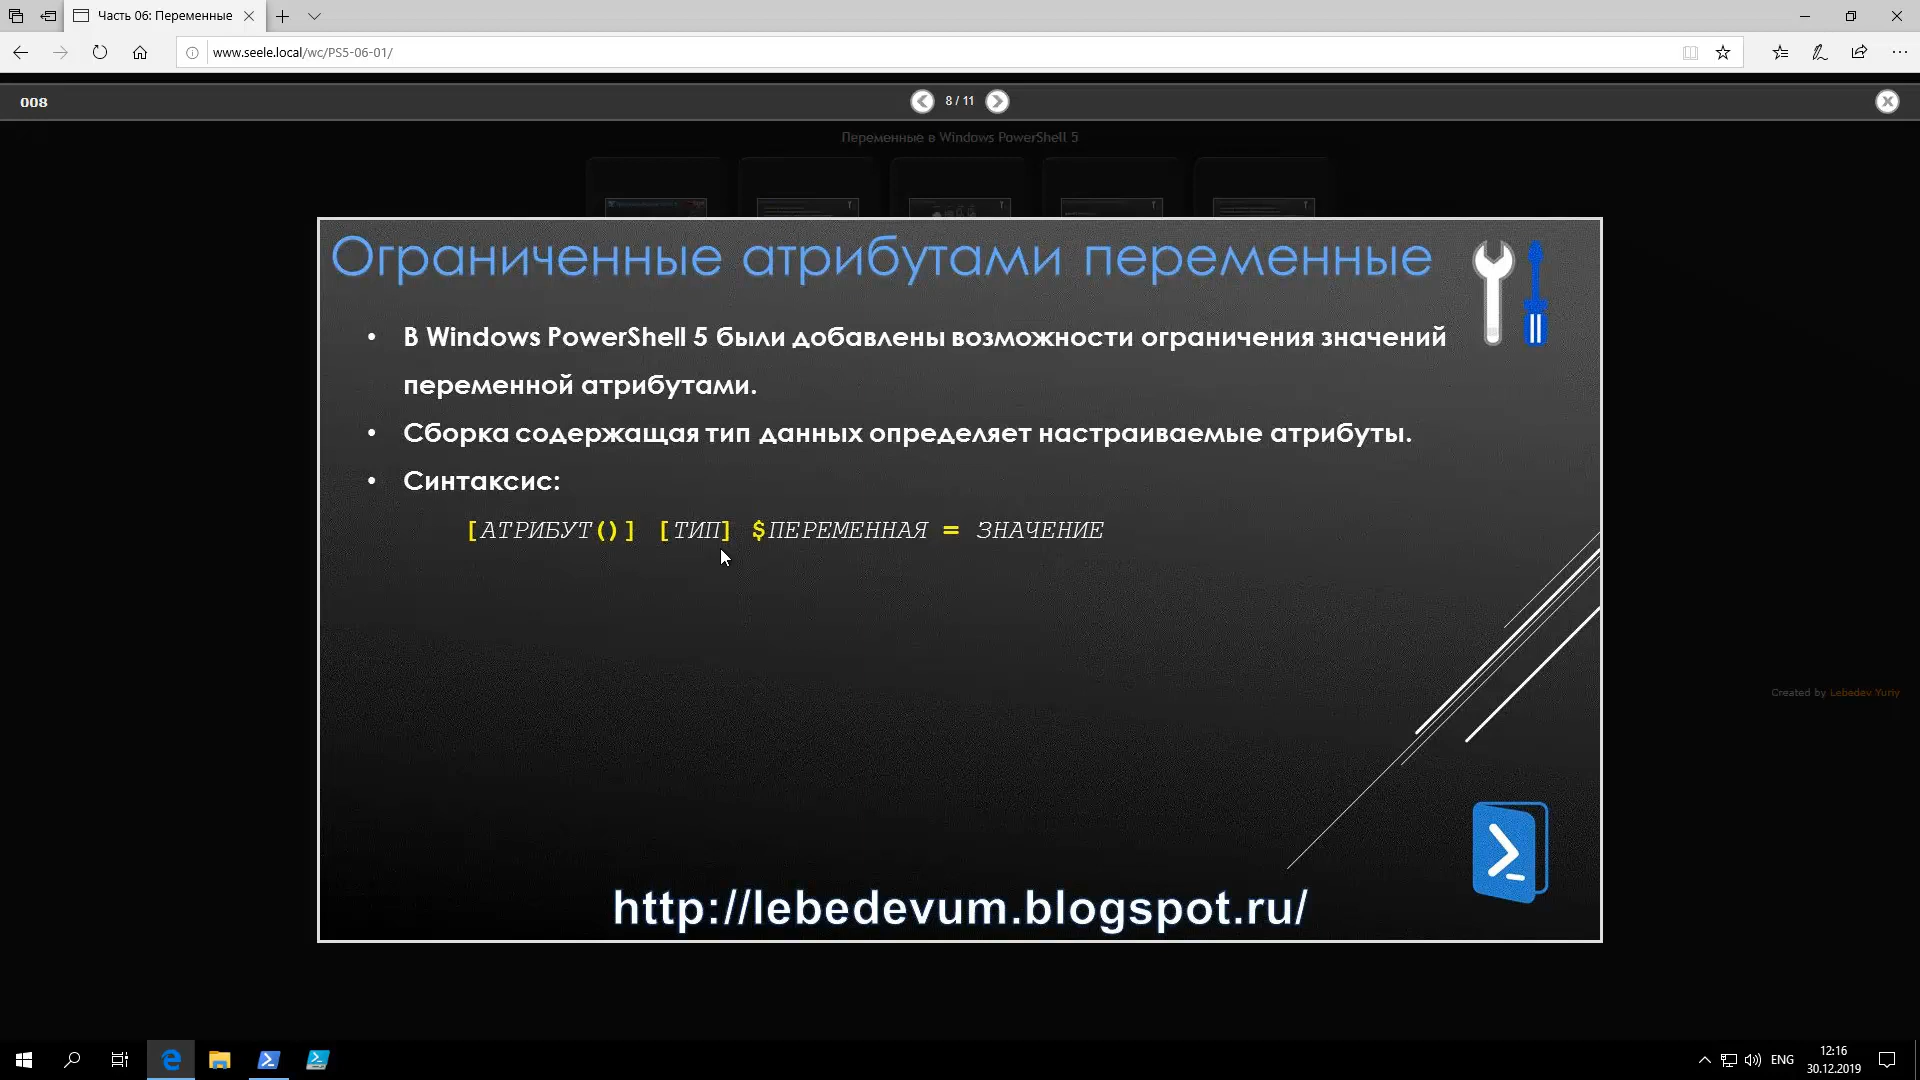 Часть 06: Переменные
www.seele.local/wc/PS5-06-01/
008
8 / 11
Переменные в Windows PowerShell 5
Ограниченные атрибутами переменные
• В Windows PowerShell 5 были добавлены возможности ограничения значений
переменной атрибутами.
• Сборка содержащая тип данных определяет настраиваемые атрибуты.
• Синтаксис:
[АТРИБУТ()] [ТИП] $ПЕРЕМЕННАЯ = ЗНАЧЕНИЕ
Created by Lebedev Yuriy
http://lebedevum.blogspot.ru/
ENG
12:16
30.12.2019